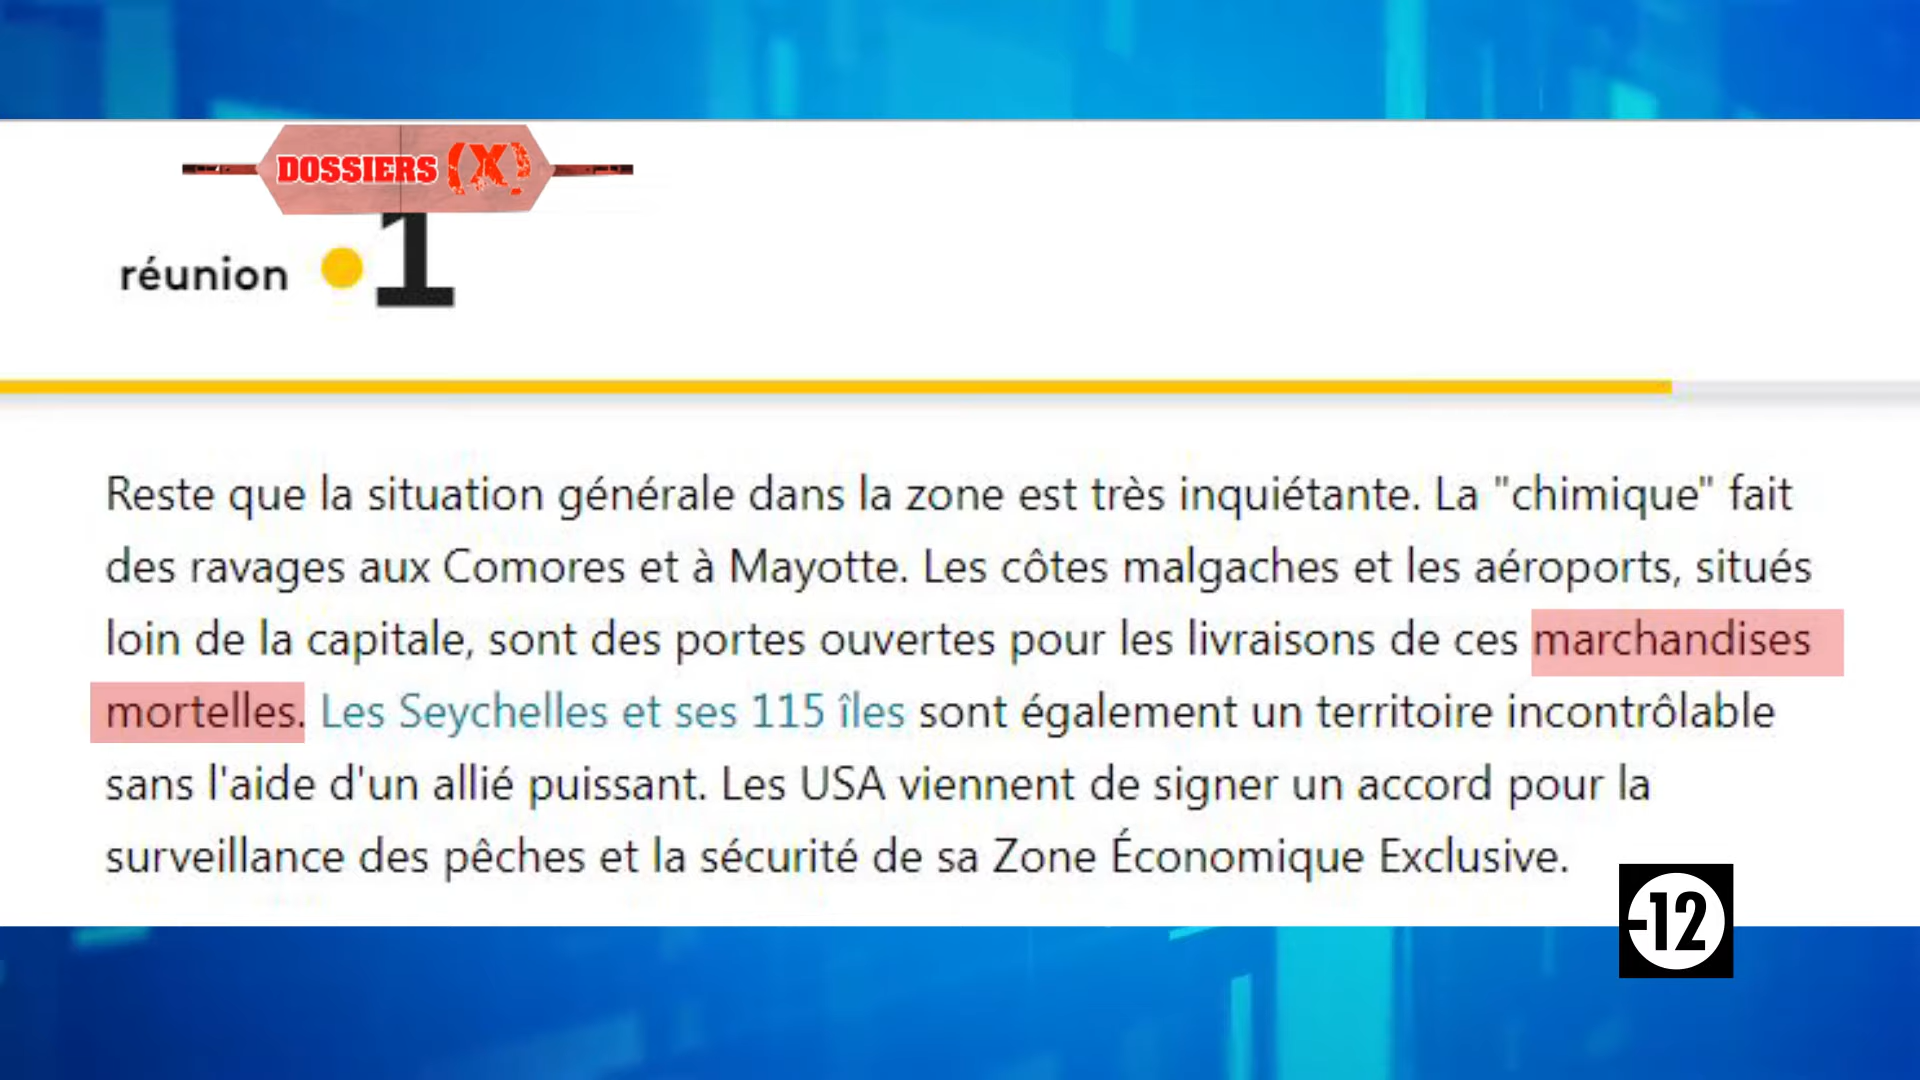 DOSSIERS (X)
réunion 1
Reste que la situation générale dans la zone est très inquiétante. La "chimique" fait
des ravages aux Comores et à Mayotte. Les côtes malgaches et les aéroports, situés
loin de la capitale, sont des portes ouvertes pour les livraisons de ces marchandises
mortelles. Les Seychelles et ses 115 îles sont également un territoire incontrôlable
sans l'aide d'un allié puissant. Les USA viennent de signer un accord pour la
surveillance des pêches et la sécurité de sa Zone Économique Exclusive.
-12